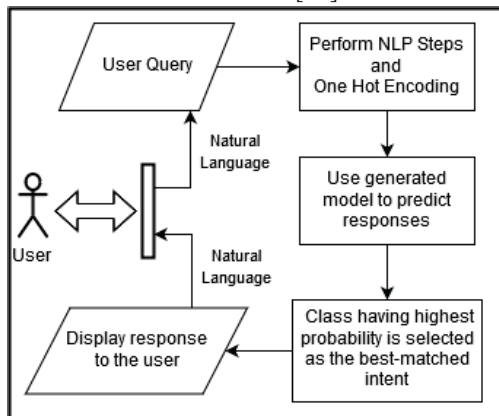 User Query
Perform NLP Steps
and
One Hot Encoding
Natural
Language
Use generated
model to predict
responses
User
Natural
Language
Class having highest
probability is selected
as the best-matched
intent
Display response
to the user